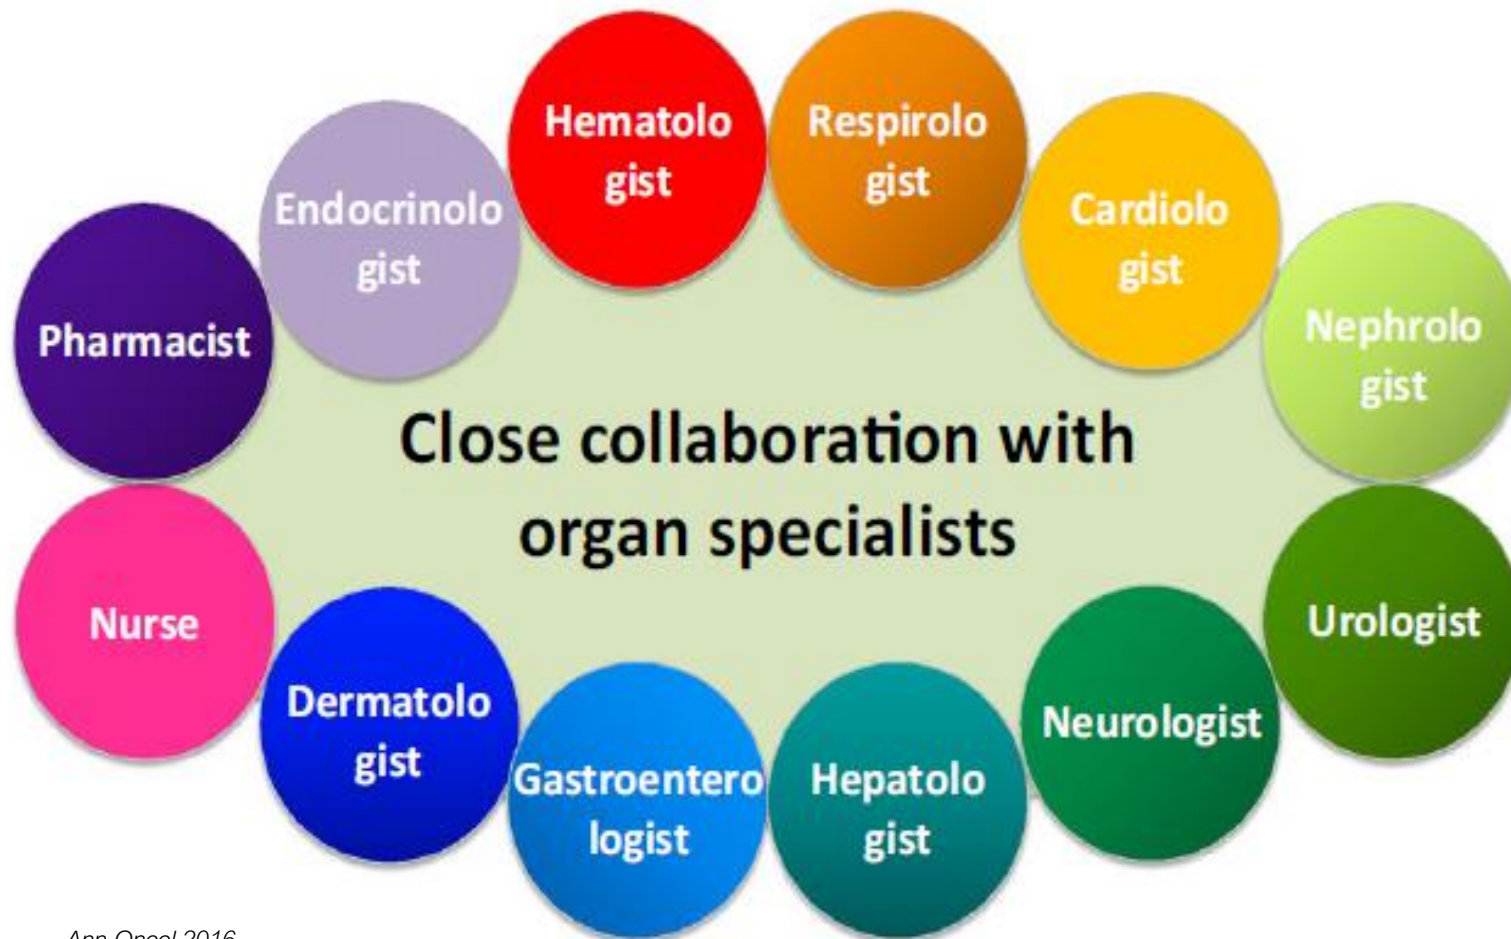 Hematolo
gist
Respirolo
gist
Endocrinolo
gist
Cardiolo
gist
Pharmacist
Nephrolo
gist
Close collaboration with
organ specialists
Nurse
Urologist
Dermatolo
gist
Neurologist
Gastroentero
logist
Hepatolo
gist
Ann Oncol 2016